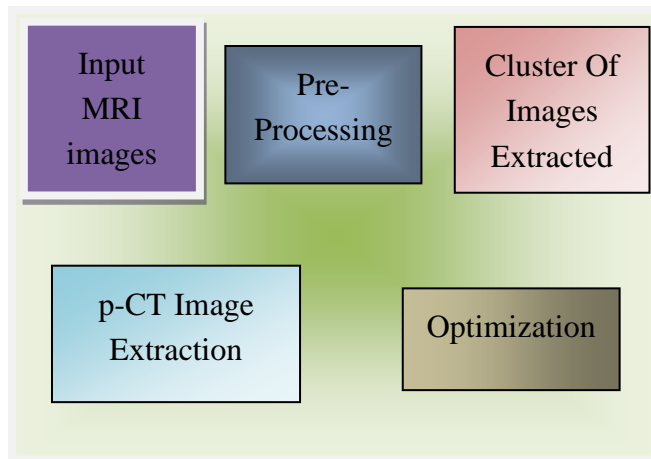 Input
MRI
images
Pre-
Processing
Cluster Of
Images
Extracted
p-CT Image
Extraction
Optimization